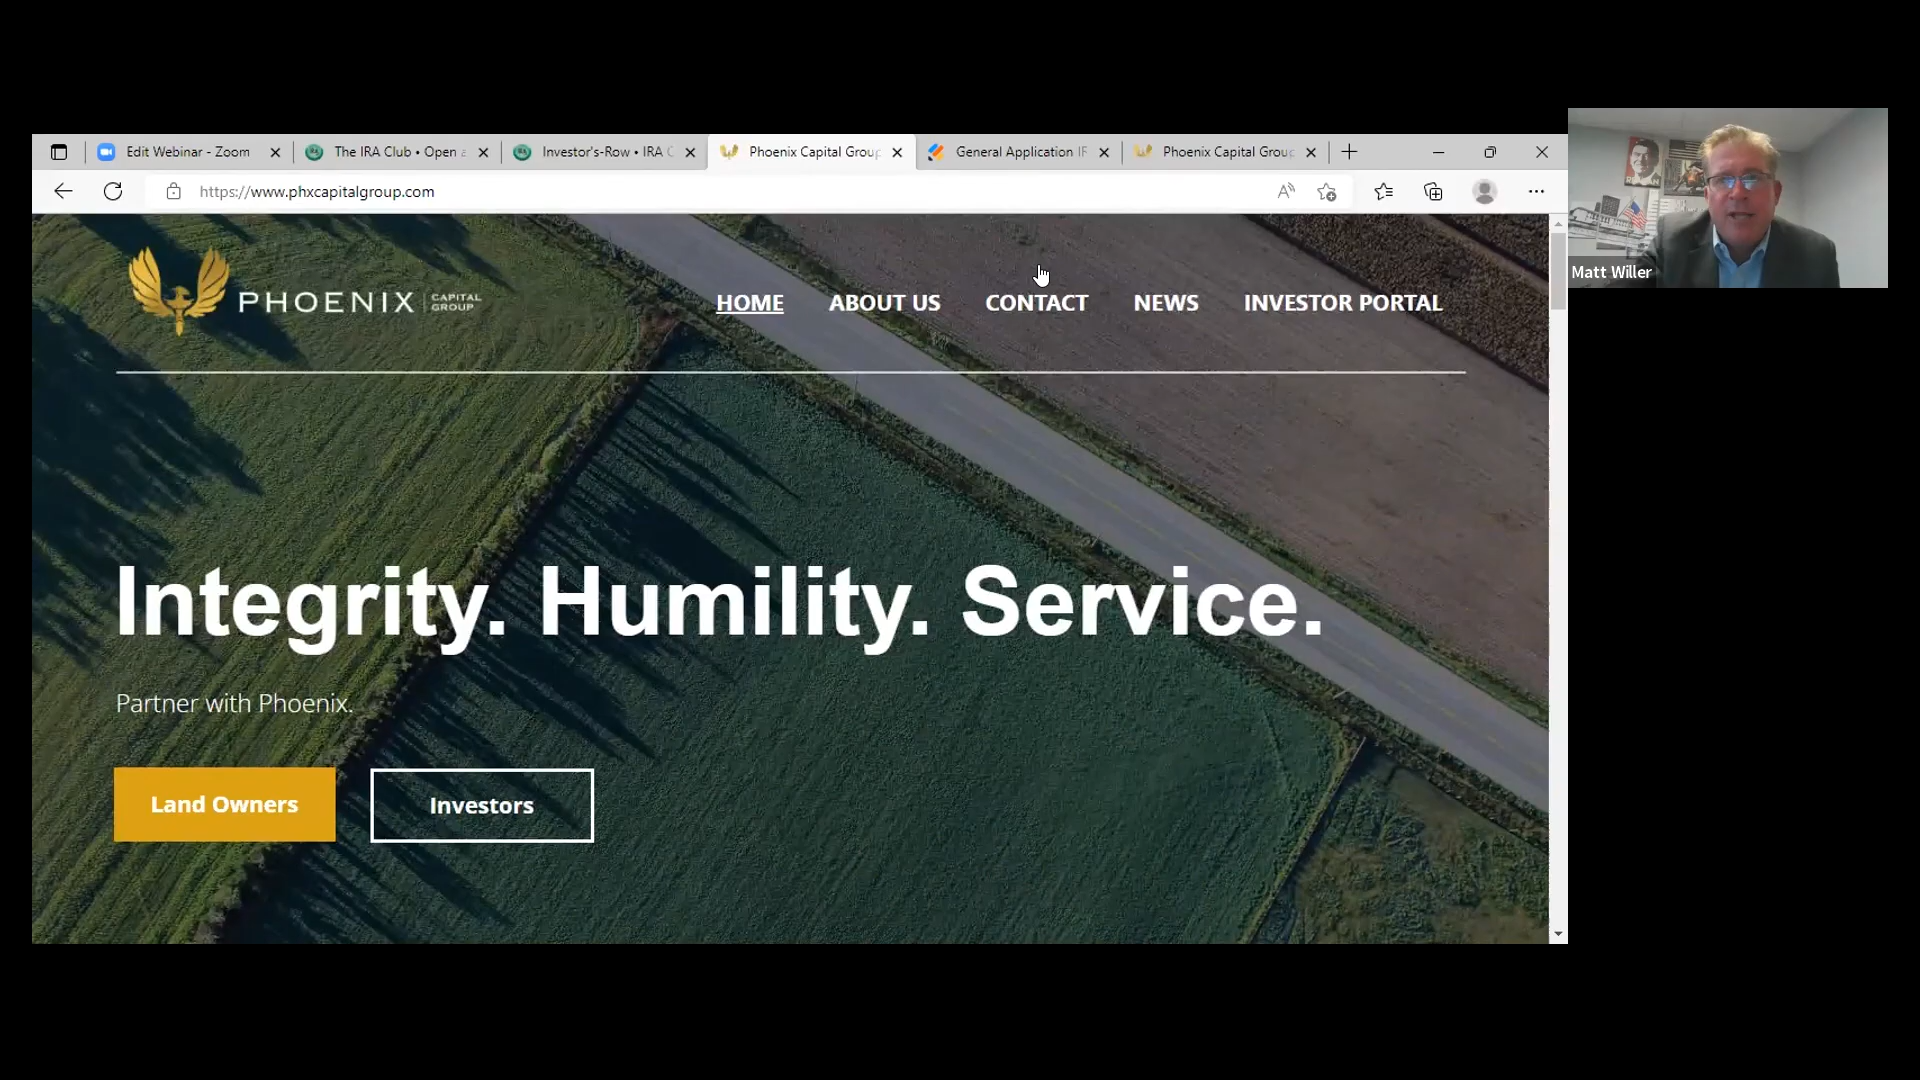 Edit Webinar - Zoom
The IRA Club • Open
Investor's-Row • IRA C
Phoenix Capital Group
General Application IR
Phoenix Capital Group
https://www.phxcapitalgroup.com
PHOENIX
CAPITAL
GROUP
HOME
ABOUT US
CONTACT
NEWS
INVESTOR PORTAL
Integrity. Humility. Service.
Partner with Phoenix.
Land Owners
Investors
Matt Willer